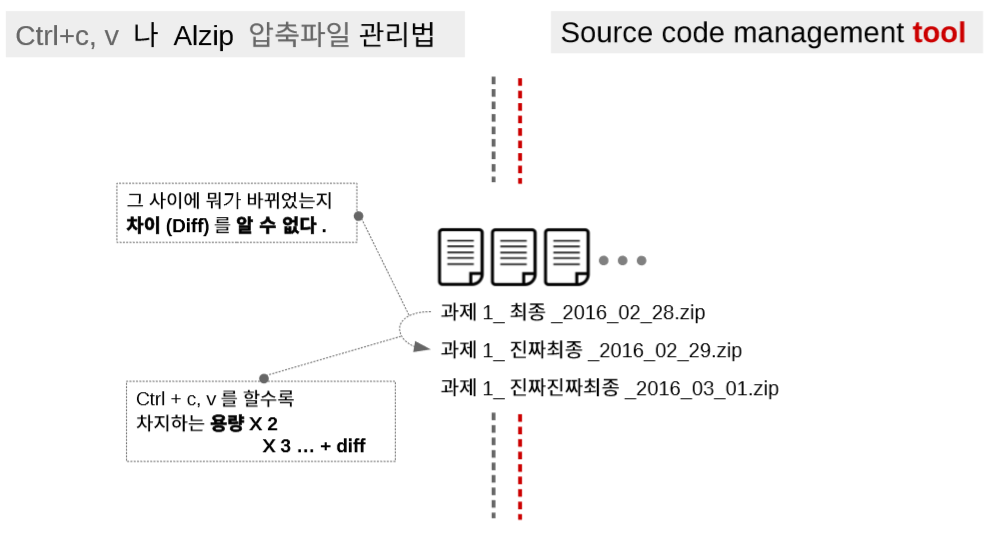 Ctrl+c, v 나 Alzip 압축파일 관리법
Source code management tool
그 사이에 뭐가 바뀌었는지
차이 (Diff) 를 알 수 없다 .
과제 1_ 최종 _2016_02_28.zip
과제 1_ 진짜최종 _2016_02_29.zip
과제 1_ 진짜진짜최종 _2016_03_01.zip
Ctrl + c, v 를 할수록
차지하는 용량 X 2
X 3 ... + diff